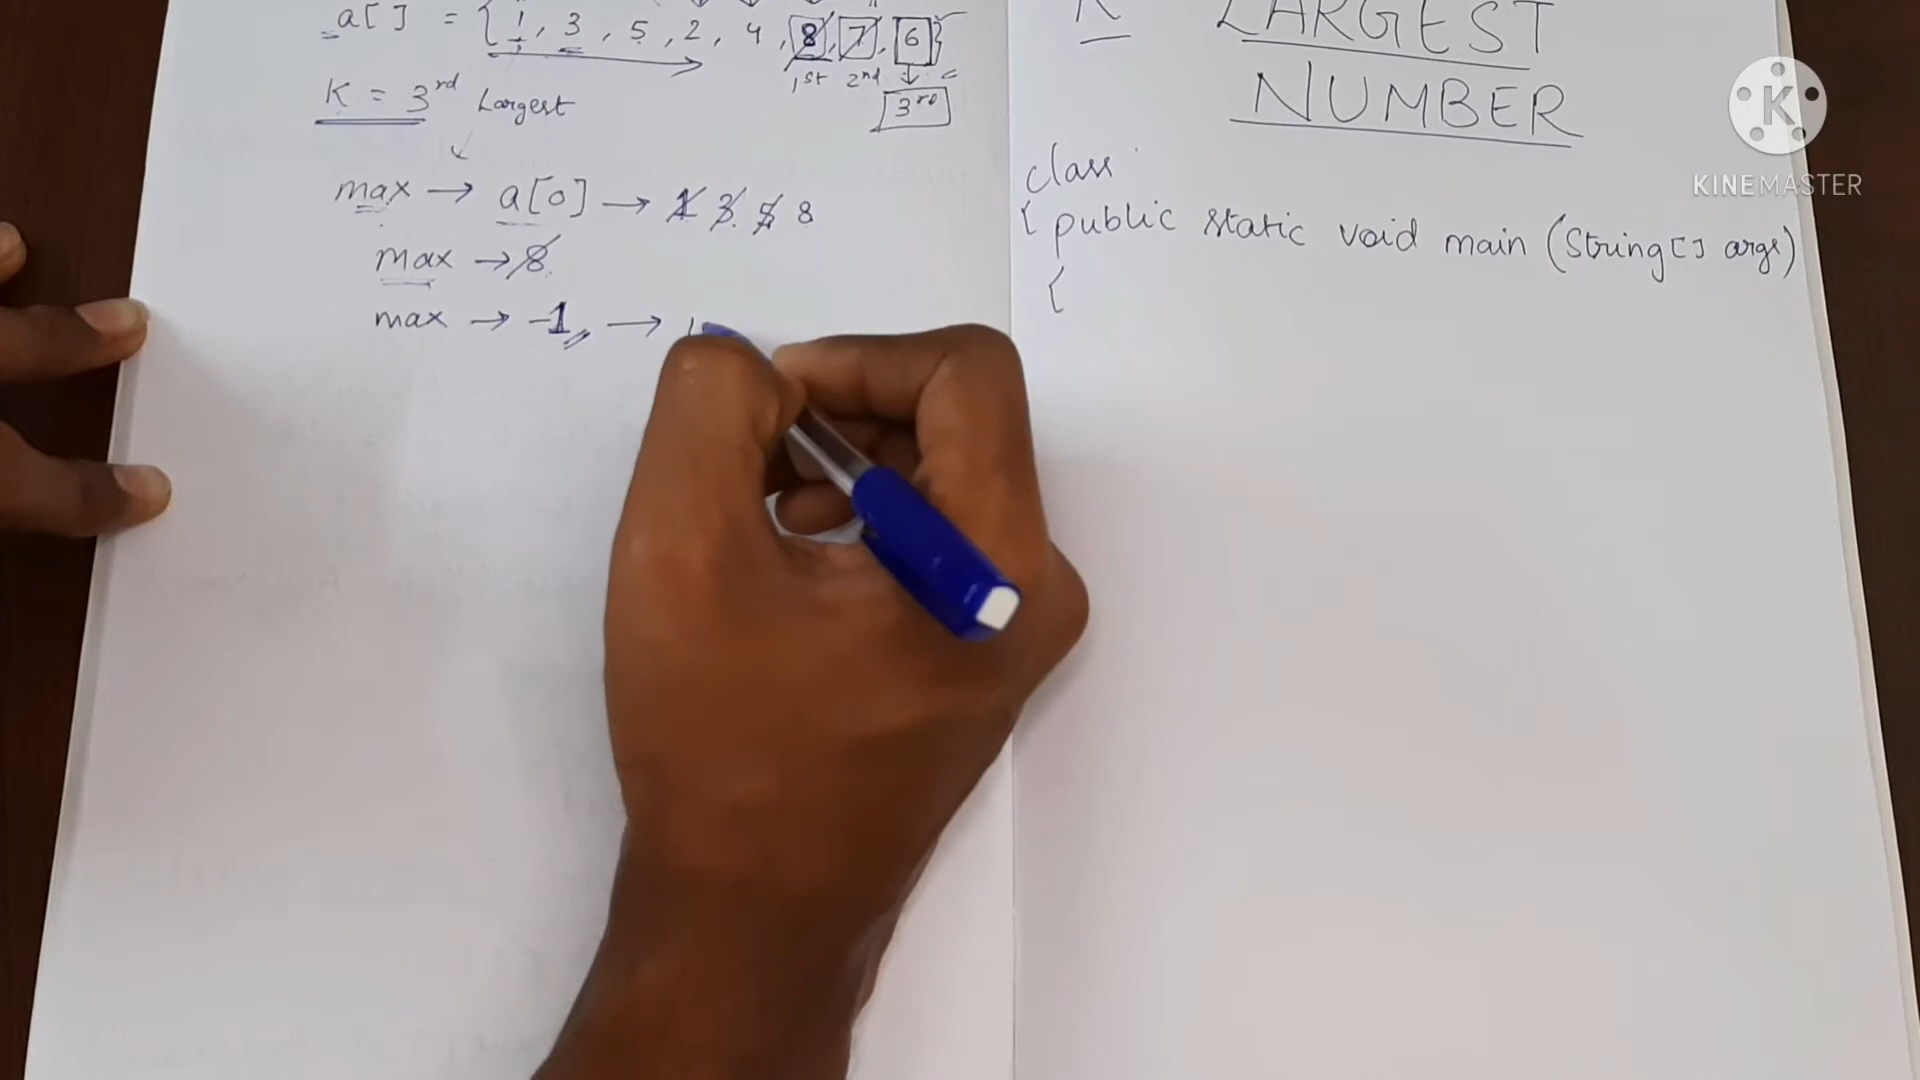 a[] = {1, 3, 5, 2, 4, 8, 7, 6}
1st 2nd
3rd
K = 3rd Largest
max → a[0] → 1 3 5 8
max → 8
max → -1, →
K LARGEST
NUMBER
class
{ public static void main (String[] args)
{
K
KINEMASTER